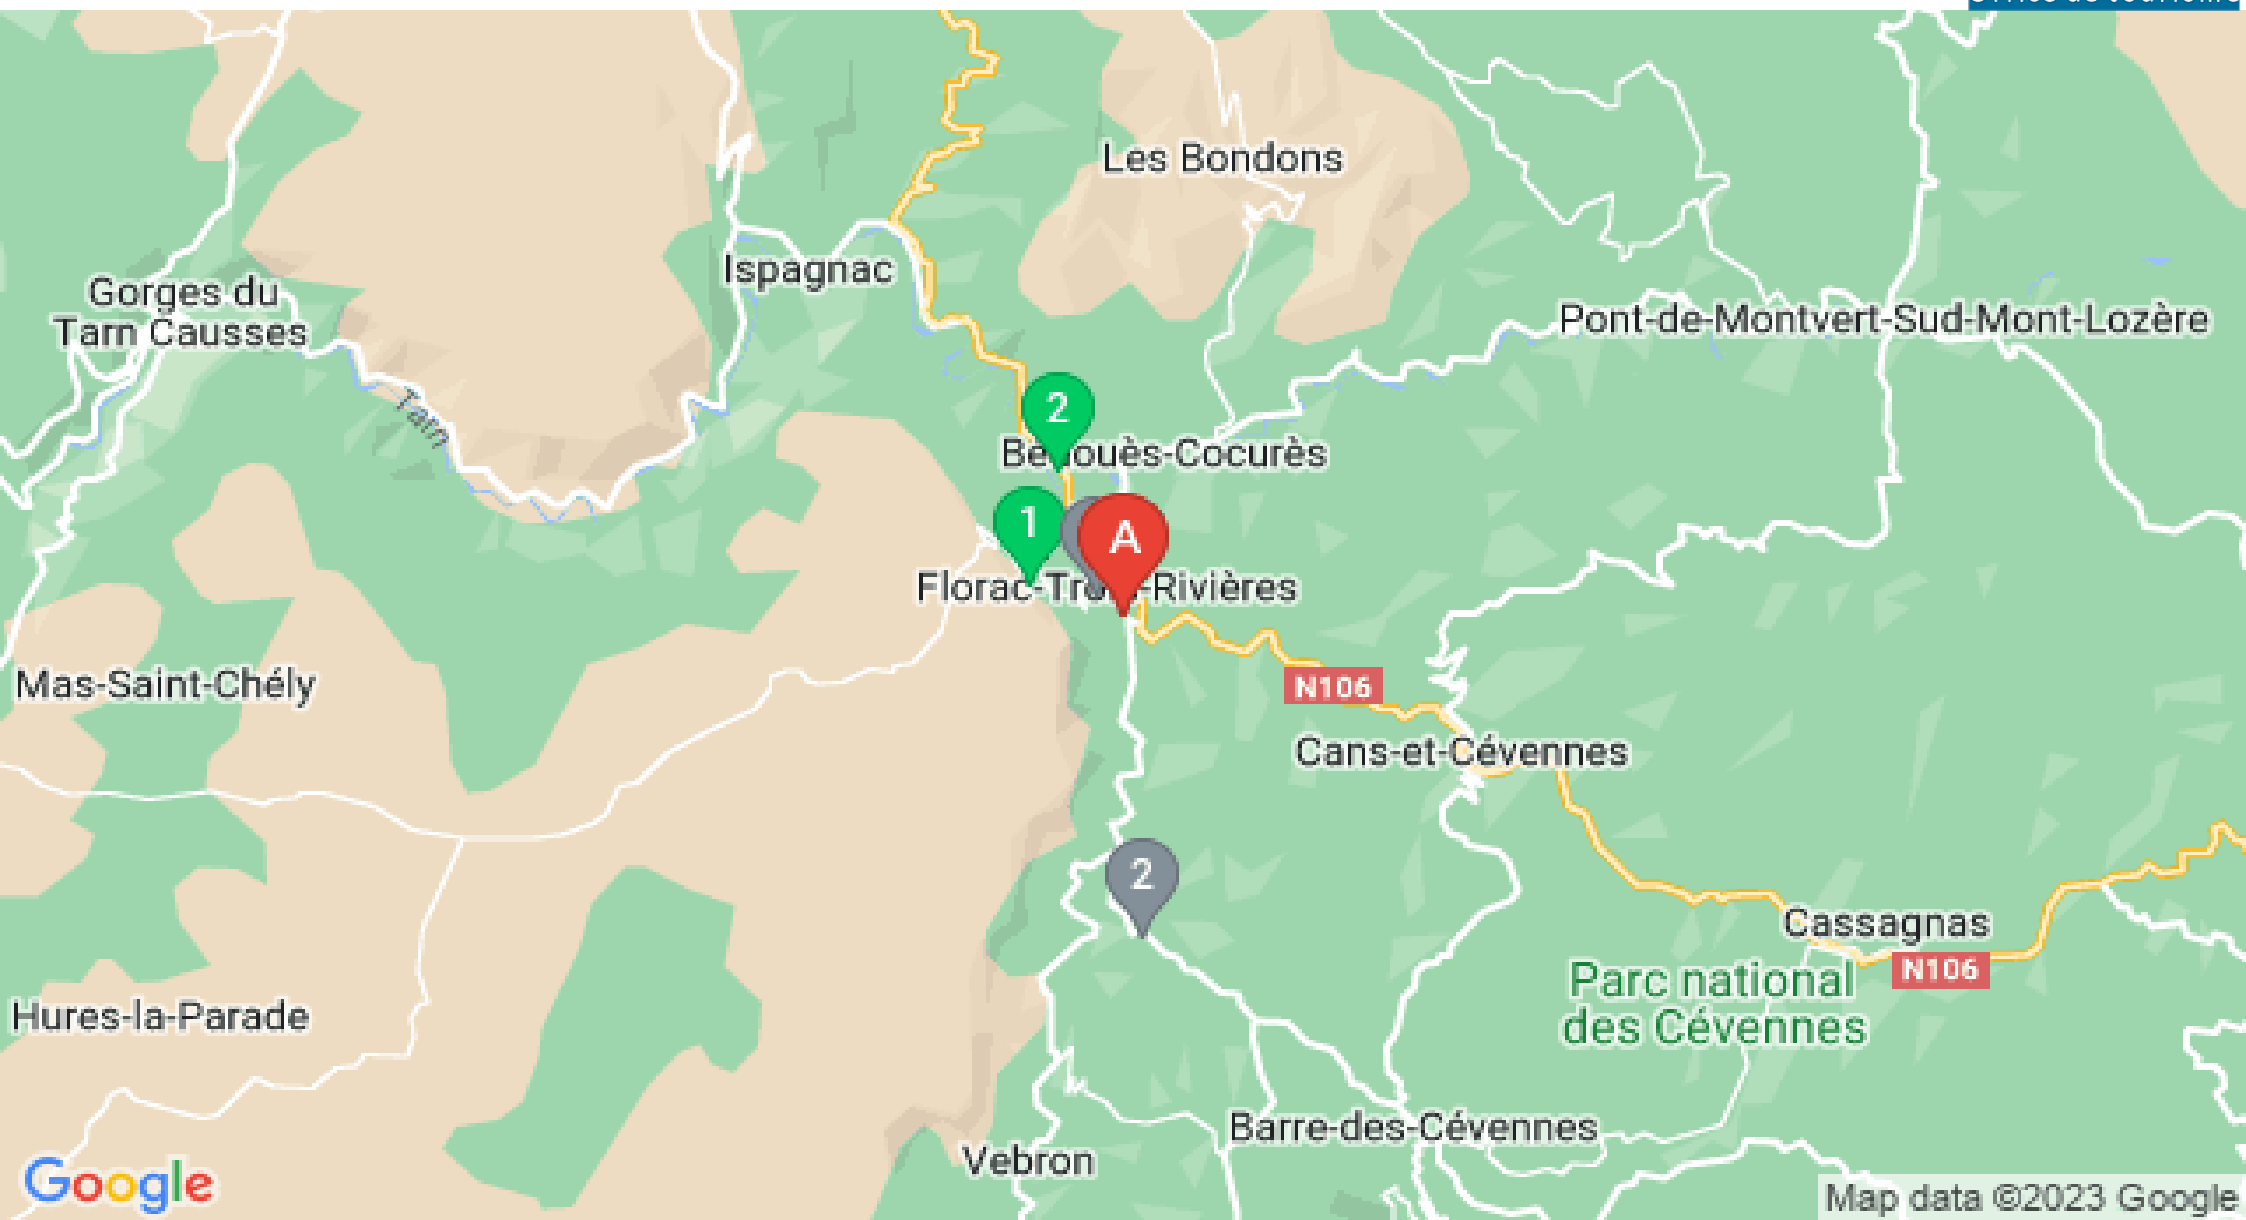 Les Bondons
Ispagnac
Gorges du
Tarn Causses
Pont-de-Montvert-Sud-Mont-Lozère
Tarn
2
Bédouès-Cocurès
1
A
Florac-Trois-Rivières
Mas-Saint-Chély
N106
Cans-et-Cévennes
2
Cassagnas
N106
Parc national
des Cévennes
Hures-la-Parade
Barre-des-Cévennes
Vebron
Google
Map data ©2023 Google